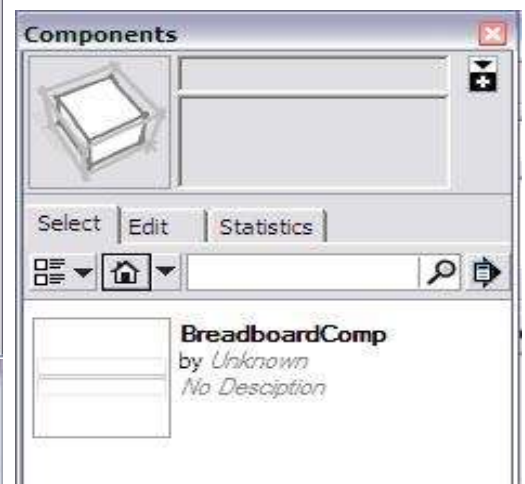 Components
Select Edit Statistics
BreadboardComp
by Unknown
No Desciption